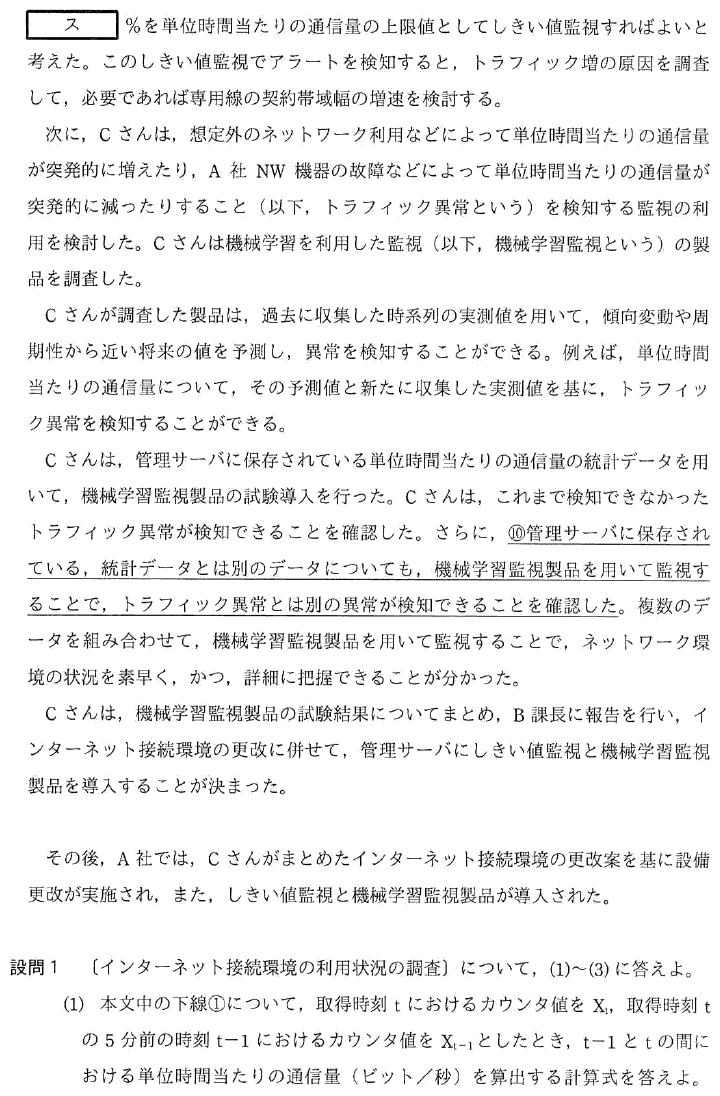 ス %を単位時間当たりの通信量の上限値としてしきい値監視すればよいと
考えた。このしきい値監視でアラートを検知すると，トラフィック増の原因を調査
して，必要であれば専用線の契約帯域幅の増速を検討する。
次に，C さんは，想定外のネットワーク利用などによって単位時間当たりの通信量
が突発的に増えたり，A 社 NW 機器の故障などによって単位時間当たりの通信量が
突発的に減ったりすること（以下，トラフィック異常という）を検知する監視の利
用を検討した。C さんは機械学習を利用した監視（以下，機械学習監視という）の製
品を調査した。
C さんが調査した製品は，過去に収集した時系列の実測値を用いて，傾向変動や周
期性から近い将来の値を予測し，異常を検知することができる。例えば，単位時間
当たりの通信量について，その予測値と新たに収集した実測値を基に，トラフィッ
ク異常を検知することができる。
C さんは，管理サーバに保存されている単位時間当たりの通信量の統計データを用
いて，機械学習監視製品の試験導入を行った。C さんは，これまで検知できなかった
トラフィック異常が検知できることを確認した。さらに，⑩管理サーバに保存され
ている，統計データとは別のデータについても，機械学習監視製品を用いて監視す
ることで，トラフィック異常とは別の異常が検知できることを確認した。複数のデ
ータを組み合わせて，機械学習監視製品を用いて監視することで，ネットワーク環
境の状況を素早く，かつ，詳細に把握できることが分かった。
C さんは，機械学習監視製品の試験結果についてまとめ，B 課長に報告を行い，イ
ンターネット接続環境の更改に併せて，管理サーバにしきい値監視と機械学習監視
製品を導入することが決まった。
その後，A 社では，C さんがまとめたインターネット接続環境の更改案を基に設備
更改が実施され，また，しきい値監視と機械学習監視製品が導入された。
設問 1 〔インターネット接続環境の利用状況の調査〕について，(1)～(3) に答えよ。
(1) 本文中の下線①について，取得時刻 t におけるカウンタ値を Xt，取得時刻 t
の 5 分前の時刻 t−1 におけるカウンタ値を Xt−1 としたとき，t−1 と t の間に
おける単位時間当たりの通信量（ビット／秒）を算出する計算式を答えよ。